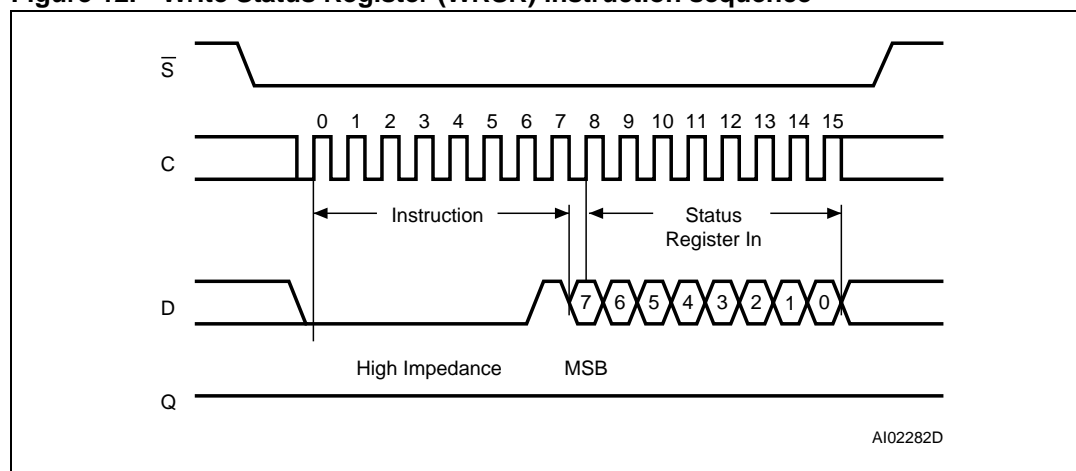 Figure 12. Write Status Register (WRSR) instruction sequence
S
0 1 2 3 4 5 6 7 8 9 10 11 12 13 14 15
C
Instruction
Status
Register In
D
7 6 5 4 3 2 1 0
High Impedance MSB
Q
AI02282D